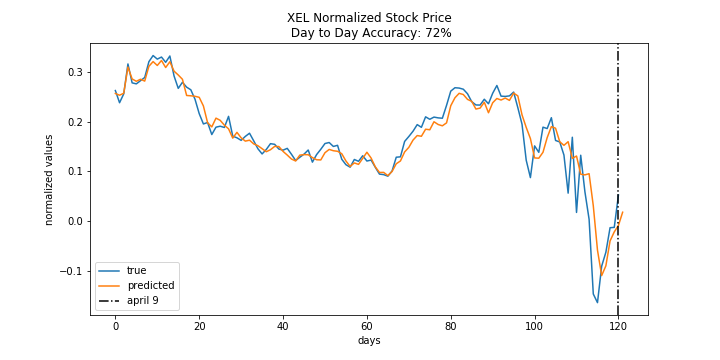 XEL Normalized Stock Price
Day to Day Accuracy: 72%
normalized values
0.3
0.2
0.1
0.0
−0.1
0 20 40 60 80 100 120
days
true
predicted
april 9